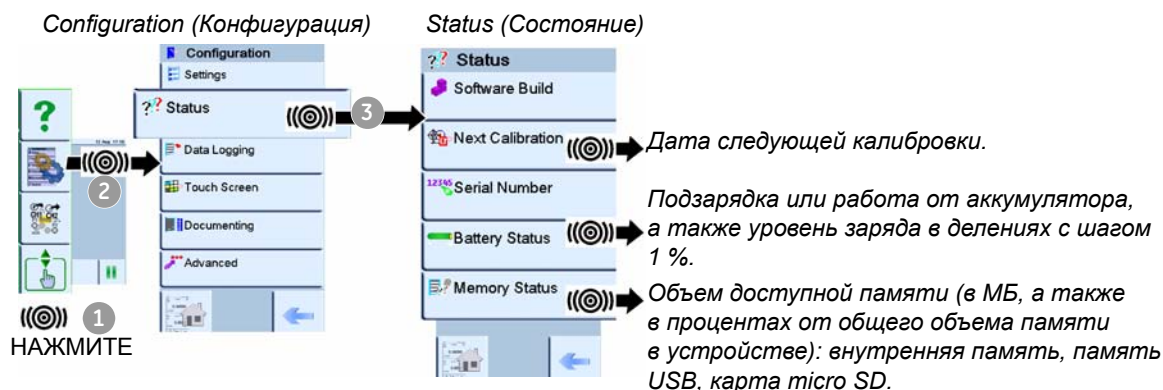 Configuration (Конфигурация)
Status (Состояние)
Configuration
Settings
Status
Data Logging
Touch Screen
Documenting
Advanced
1
НАЖМИТЕ
2
3
Status
Software Build
Next Calibration
12345
Serial Number
Battery Status
Memory Status
Дата следующей калибровки.
Подзарядка или работа от аккумулятора,
а также уровень заряда в делениях с шагом
1 %.
Объем доступной памяти (в МБ, а также
в процентах от общего объема памяти
в устройстве): внутренняя память, память
USB, карта micro SD.